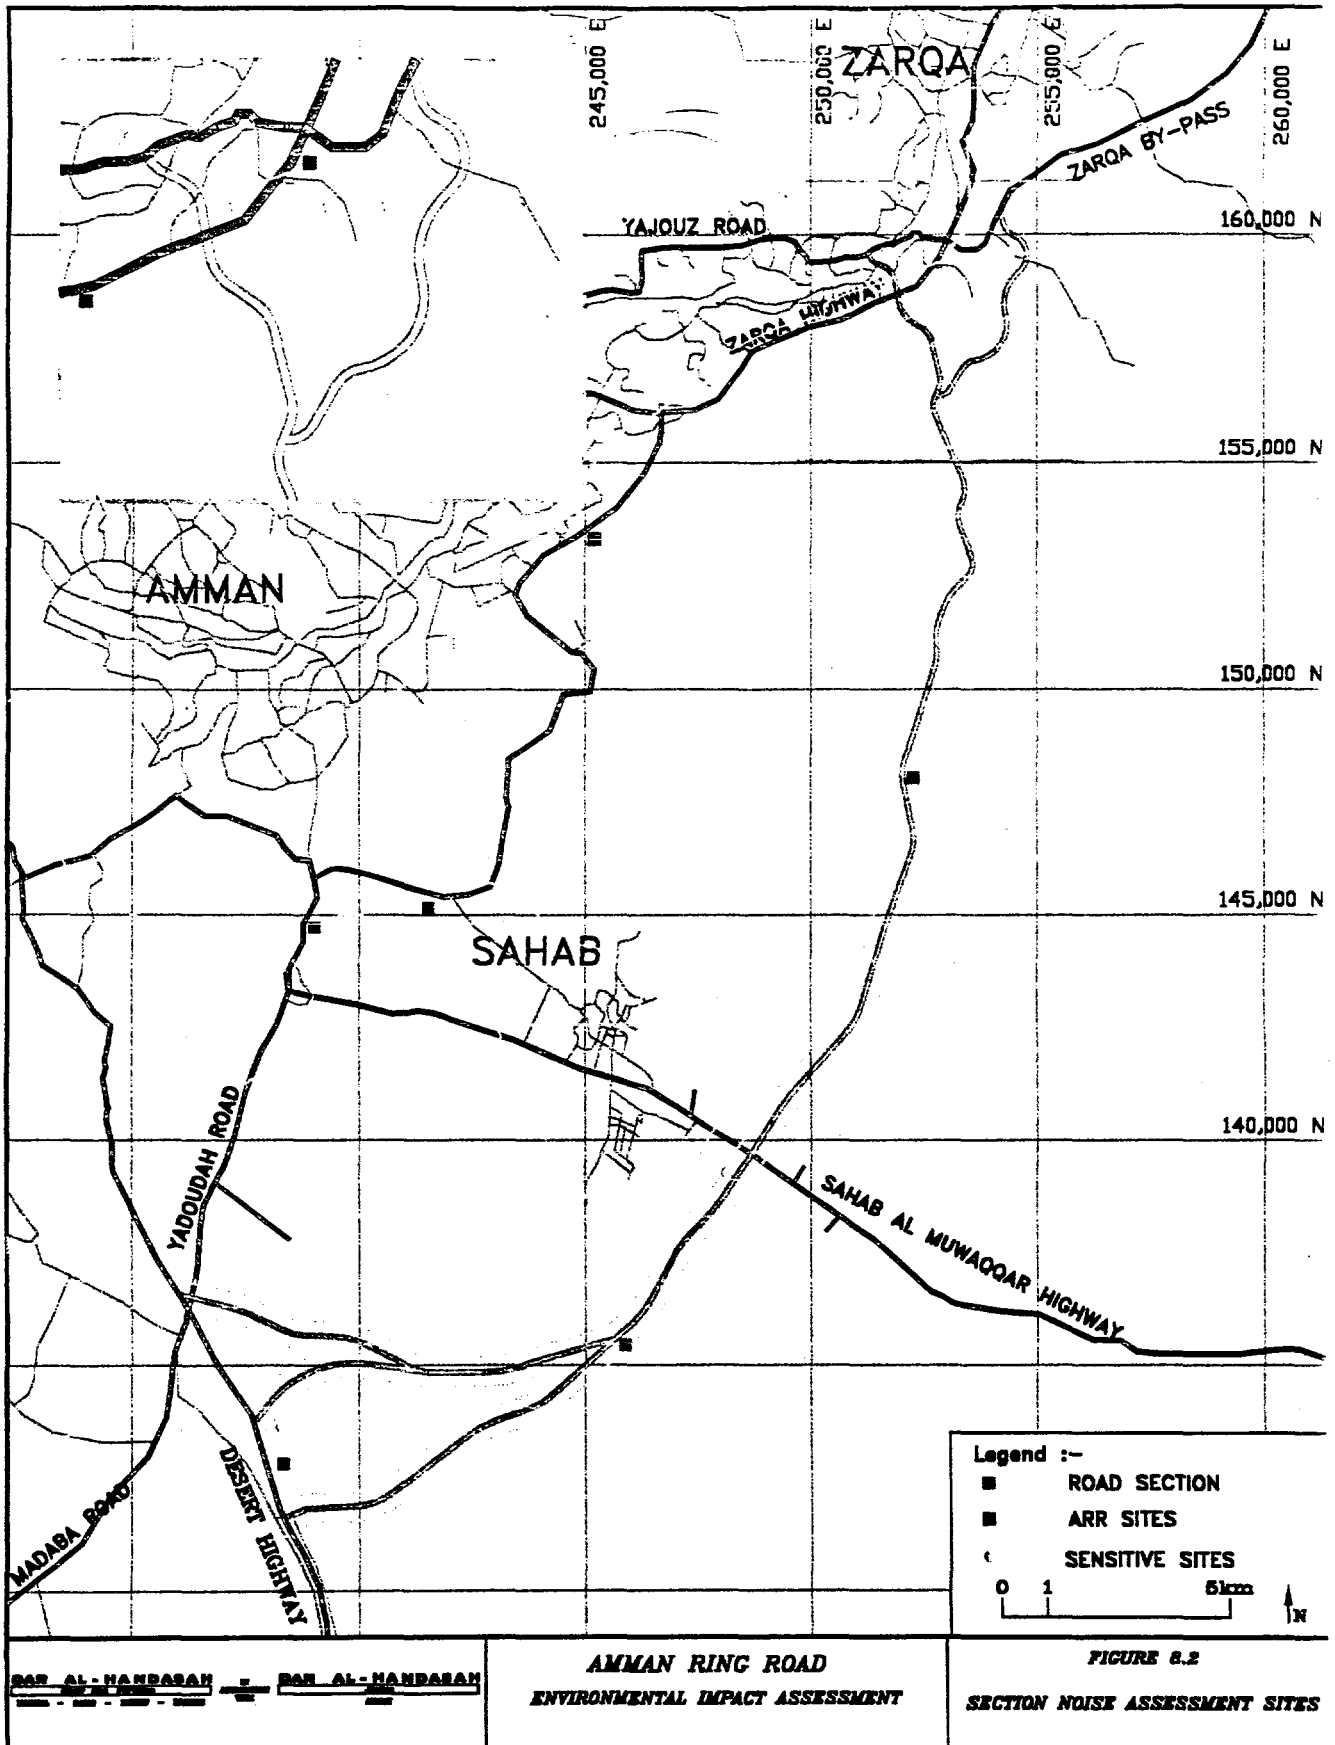 245,000 E
250,000 E
255,000 E
260,000 E
ZARQA
ZARQA BY-PASS
160,000 N
YAJOUZ ROAD
ZARQA HIGHWAY
155,000 N
AMMAN
150,000 N
145,000 N
SAHAB
140,000 N
YADOUDAH ROAD
SAHAB AL MUWAQQAR HIGHWAY
DESERT HIGHWAY
MADABA ROAD
Legend :-
ROAD SECTION
ARR SITES
SENSITIVE SITES
0 1 5km
N
DAR AL-HANDASAH
DAR AL-HANDASAH
AMMAN RING ROAD
ENVIRONMENTAL IMPACT ASSESSMENT
FIGURE 8.2
SECTION NOISE ASSESSMENT SITES